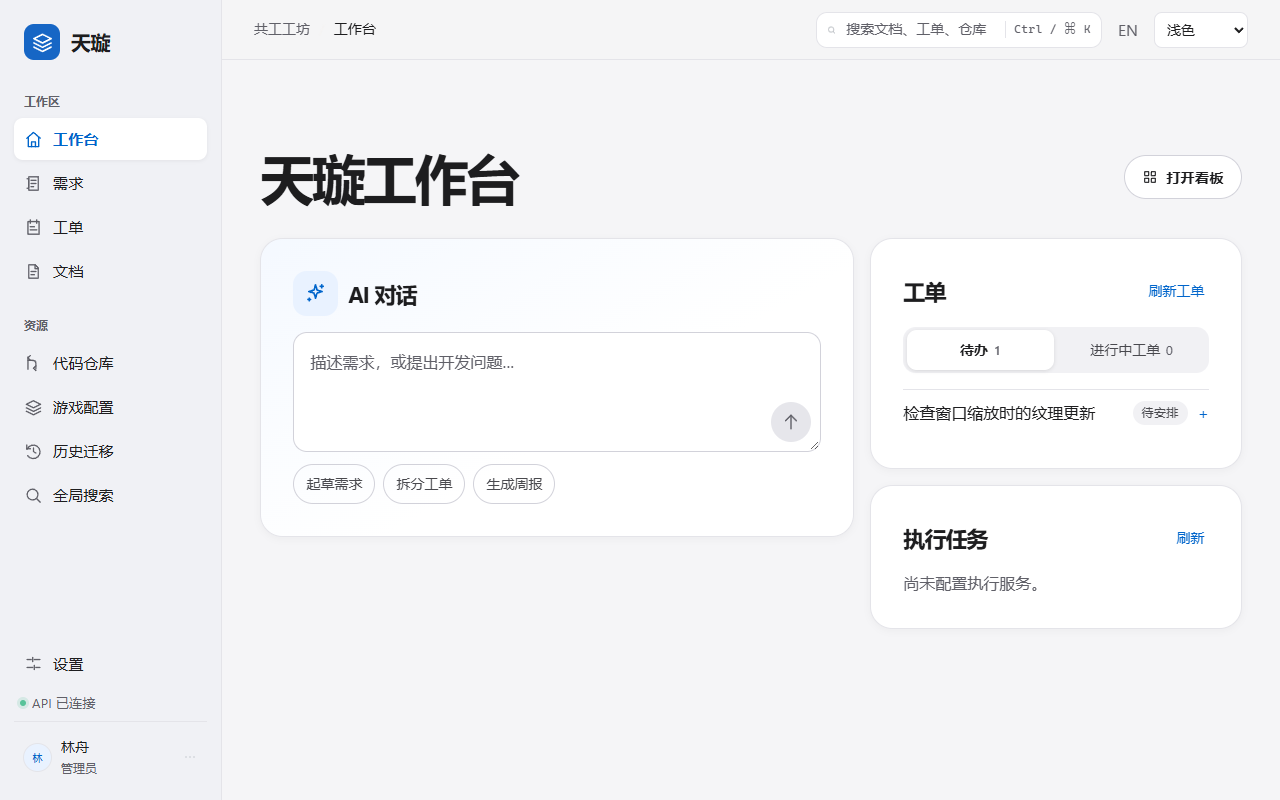 天璇
工作区
工作台
需求
工单
文档
资源
代码仓库
游戏配置
历史迁移
全局搜索
设置
API 已连接
林
林舟
管理员
...
共工工坊 工作台
搜索文档、工单、仓库 Ctrl / ⌘ K
EN
浅色
天璇工作台
打开看板
AI 对话
描述需求，或提出开发问题...
起草需求 拆分工单 生成周报
工单
刷新工单
待办 1 进行中工单 0
检查窗口缩放时的纹理更新 待安排 +
执行任务
刷新
尚未配置执行服务。